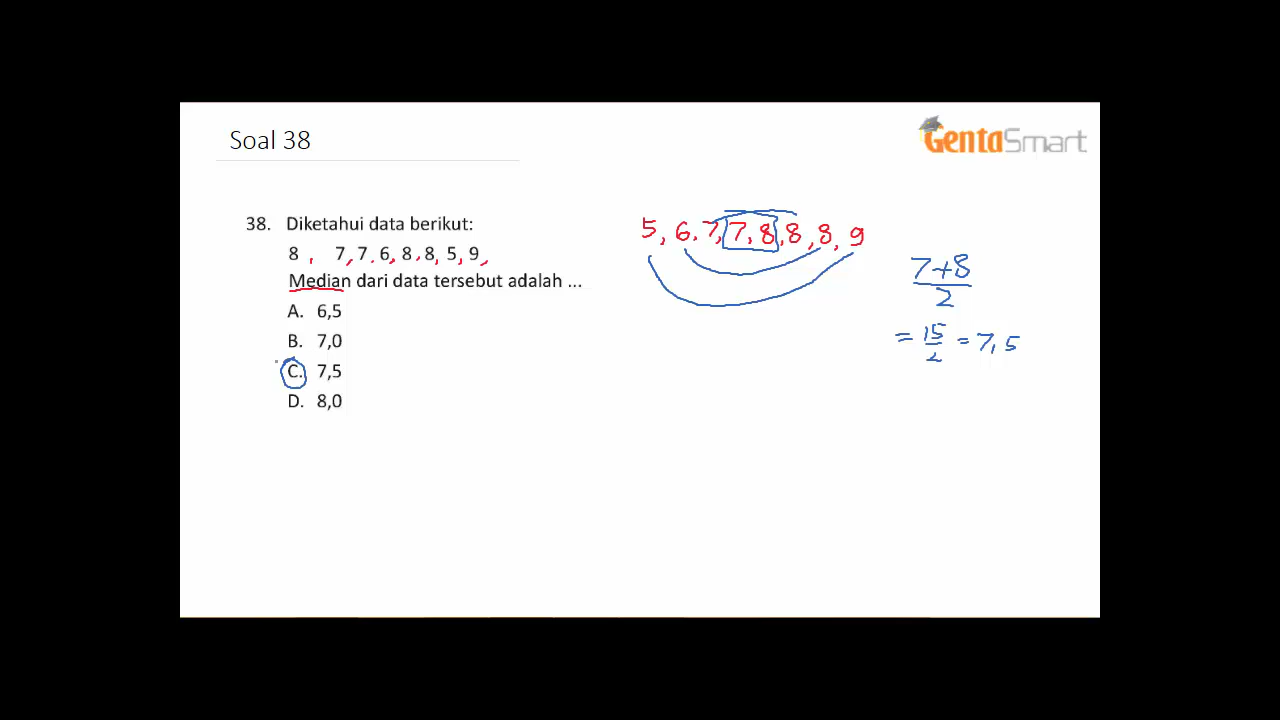 Soal 38
GentaSmart
38. Diketahui data berikut:
8 , 7, 7, 6, 8, 8, 5, 9,
Median dari data tersebut adalah ...
A. 6,5
B. 7,0
C. 7,5
D. 8,0
5, 6, 7, 7, 8, 8, 8, 9
7+8
2
= 15/2 = 7,5